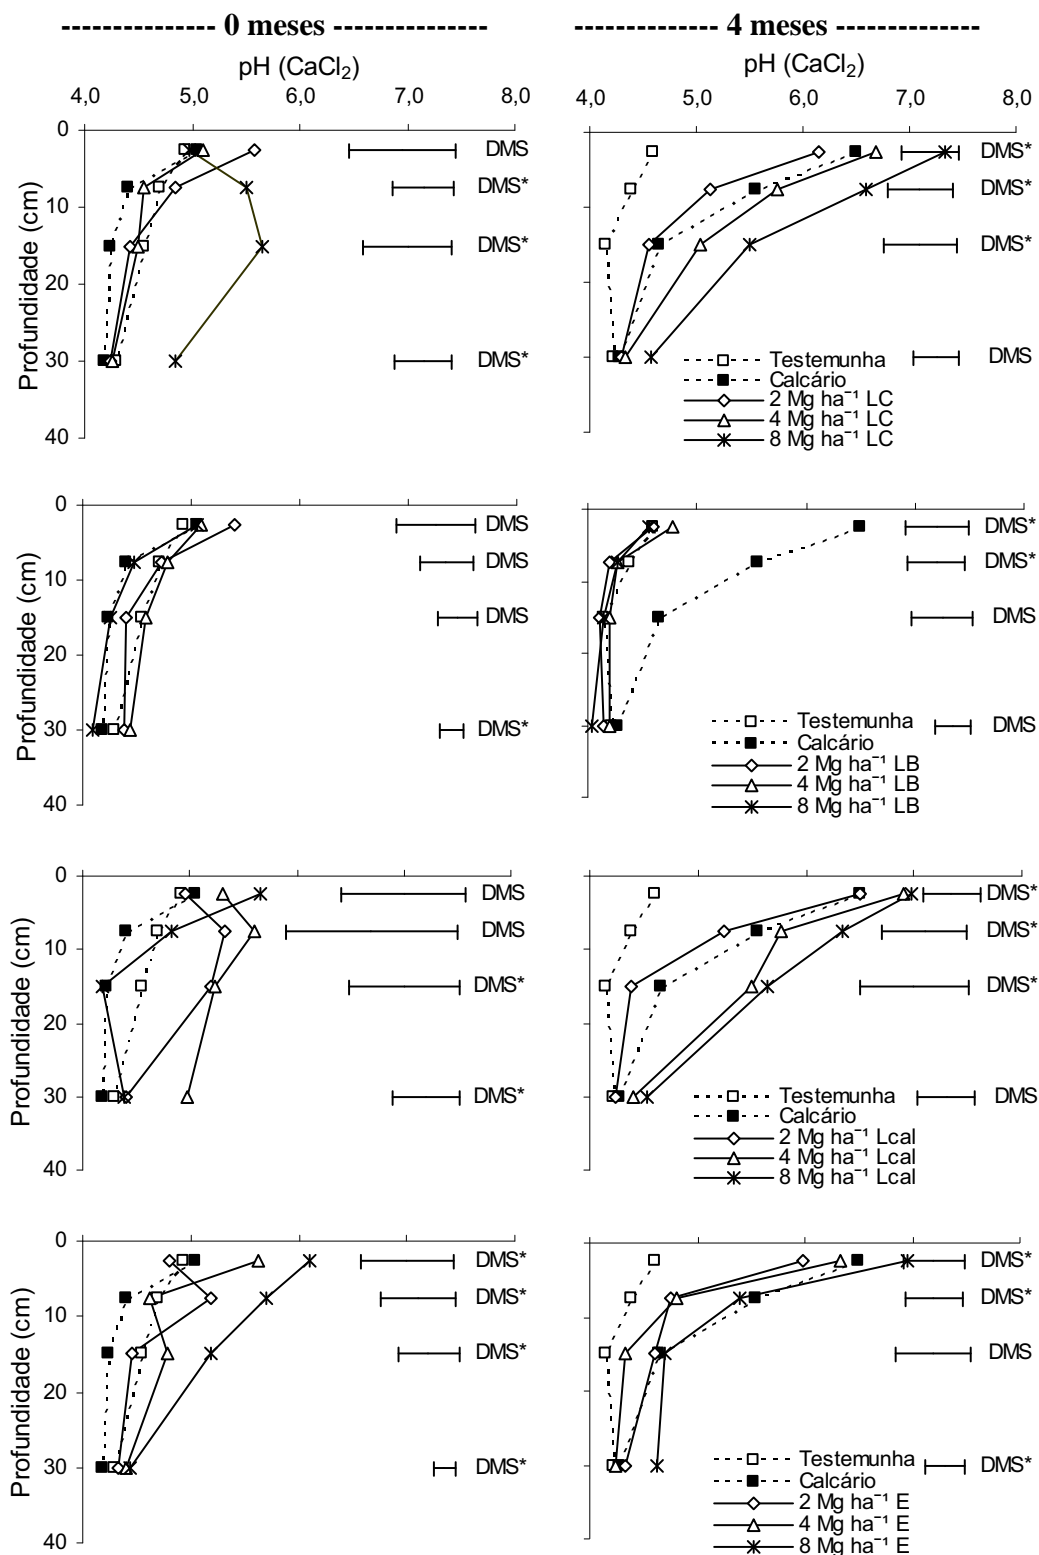 0 meses
4 meses
pH (CaCl₂)
pH (CaCl₂)
4,0 5,0 6,0 7,0 8,0
4,0 5,0 6,0 7,0 8,0
Profundidade (cm)
0
10
20
30
40
DMS
DMS*
DMS*
DMS*
DMS*
DMS*
DMS*
DMS
Testemunha
Calcário
2 Mg ha⁻¹ LC
4 Mg ha⁻¹ LC
8 Mg ha⁻¹ LC
Profundidade (cm)
0
10
20
30
40
DMS
DMS
DMS
DMS*
DMS*
DMS*
DMS
DMS
Testemunha
Calcário
2 Mg ha⁻¹ LB
4 Mg ha⁻¹ LB
8 Mg ha⁻¹ LB
Profundidade (cm)
0
10
20
30
40
DMS
DMS
DMS*
DMS*
DMS*
DMS*
DMS*
DMS
Testemunha
Calcário
2 Mg ha⁻¹ Lcal
4 Mg ha⁻¹ Lcal
8 Mg ha⁻¹ Lcal
Profundidade (cm)
0
10
20
30
40
DMS*
DMS*
DMS*
DMS*
DMS*
DMS*
DMS
DMS*
Testemunha
Calcário
2 Mg ha⁻¹ E
4 Mg ha⁻¹ E
8 Mg ha⁻¹ E